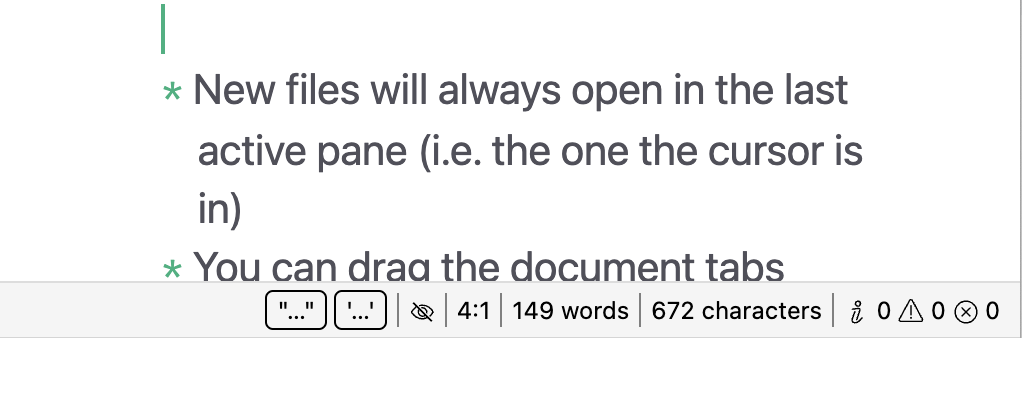 * New files will always open in the last
active pane (i.e. the one the cursor is
in)
* You can drag the document tabs
"..." '...' 4:1 149 words 672 characters i 0 0 0